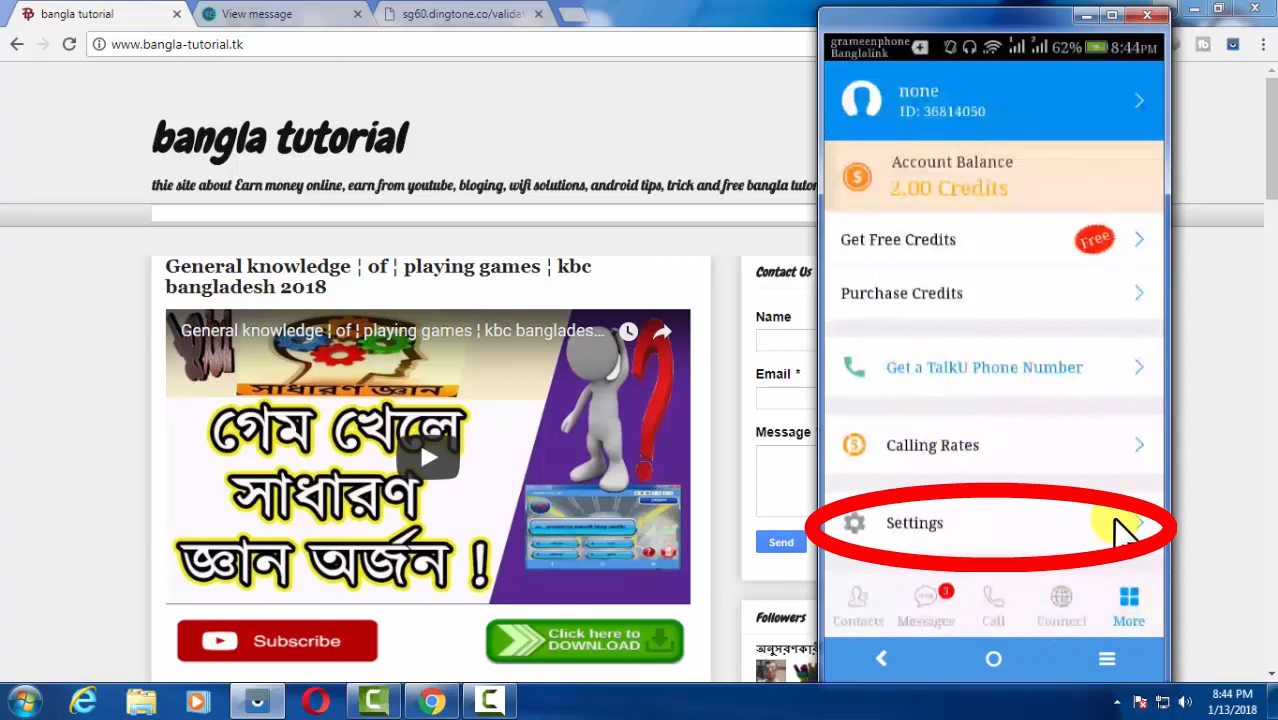 bangla tutorial
View message
sg60.dingtone.co/valida
www.bangla-tutorial.tk
bangla tutorial
thie site about Earn money online, earn from youtube, bloging, wifi solutions, android tips, trick and free bangla tutor
General knowledge ¦ of ¦ playing games ¦ kbc
bangladesh 2018
General knowledge ¦ of ¦ playing games ¦ kbc banglades...
সাধারণ জ্ঞান
গেম খেলে
সাধারণ
জ্ঞান অর্জন !
Subscribe
Click here to
DOWNLOAD
Contact Us
Name
Email *
Message
Send
Followers
grameenphone
Banglalink
62%
8:44PM
none
ID: 36814050
Account Balance
2.00 Credits
Get Free Credits
Free
Purchase Credits
Get a TalkU Phone Number
Calling Rates
Settings
3
Contacts
Messages
Call
Connect
More
8:44 PM
1/13/2018